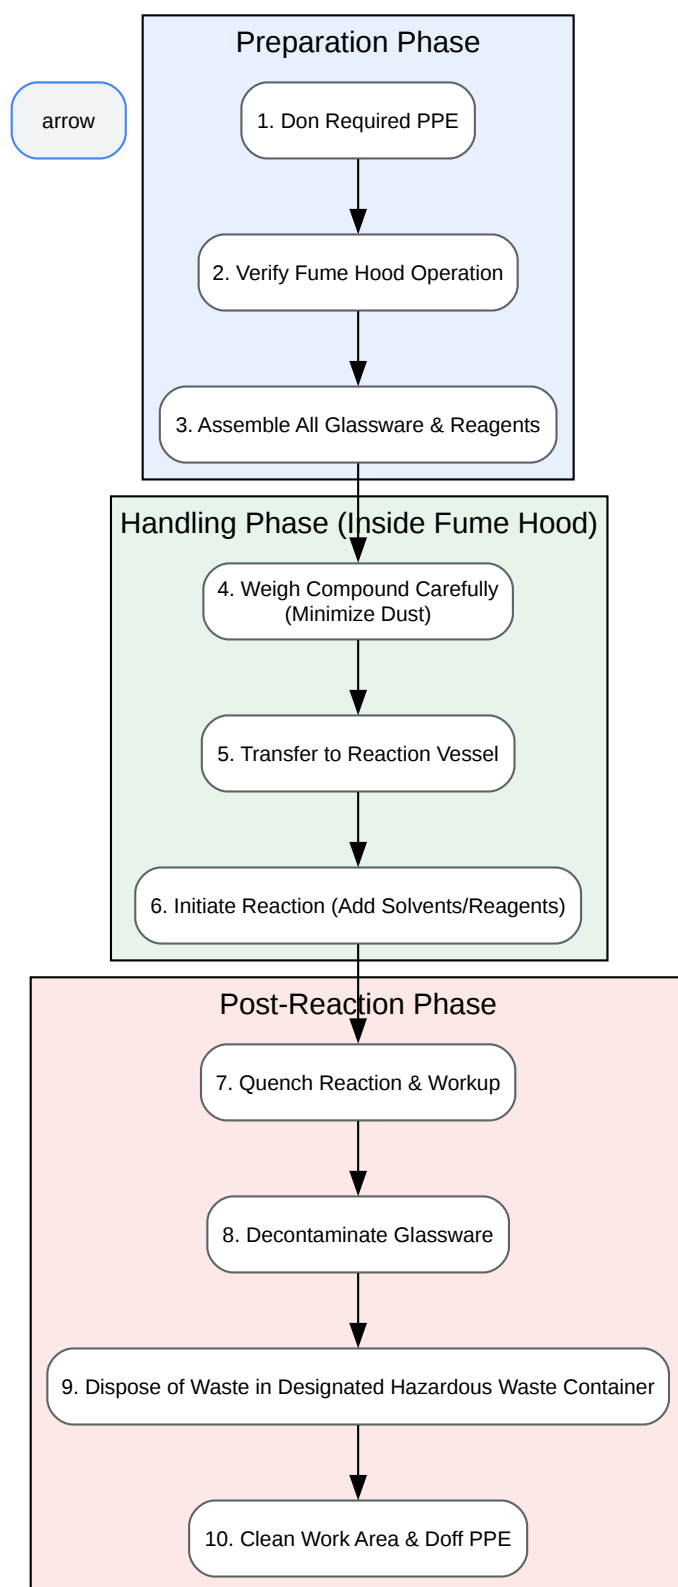 Preparation Phase
arrow
1. Don Required PPE
2. Verify Fume Hood Operation
3. Assemble All Glassware & Reagents
Handling Phase (Inside Fume Hood)
4. Weigh Compound Carefully
(Minimize Dust)
5. Transfer to Reaction Vessel
6. Initiate Reaction (Add Solvents/Reagents)
Post-Reaction Phase
7. Quench Reaction & Workup
8. Decontaminate Glassware
9. Dispose of Waste in Designated Hazardous Waste Container
10. Clean Work Area & Doff PPE